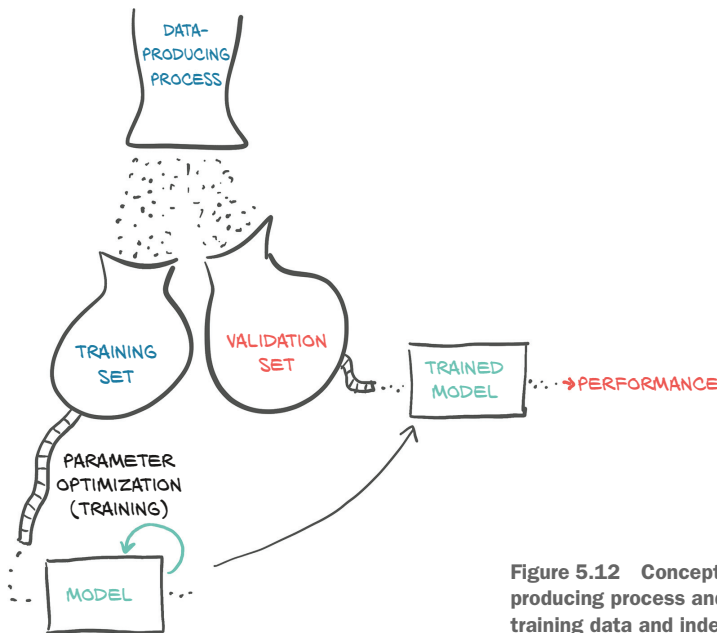 DATA-
PRODUCING
PROCESS
TRAINING
SET
VALIDATION
SET
TRAINED
MODEL
PERFORMANCE
PARAMETER
OPTIMIZATION
(TRAINING)
MODEL
Figure 5.12 Concept
producing process and
training data and inde